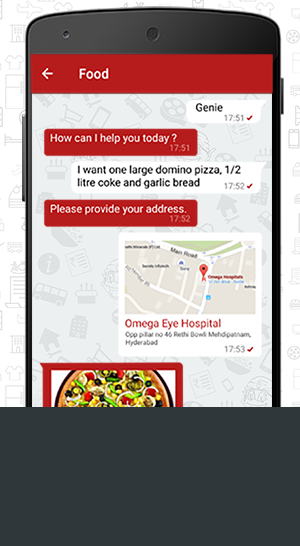 Food
Genie
17:51
How can I help you today ?
17:51
I want one large domino pizza, 1/2
litre coke and garlic bread
17:52
Please provide your address.
17:52
Main Road
Omega Hospitals
Omega Eye Hospital
Opp pillar no 46 Rethi Bowli Mehdipatnam,
Hyderabad
17:53